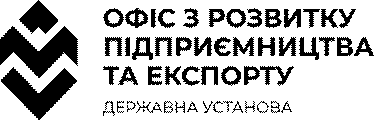 ОФІС З РОЗВИТКУ
ПІДПРИЄМНИЦТВА
ТА ЕКСПОРТУ
ДЕРЖАВНА УСТАНОВА